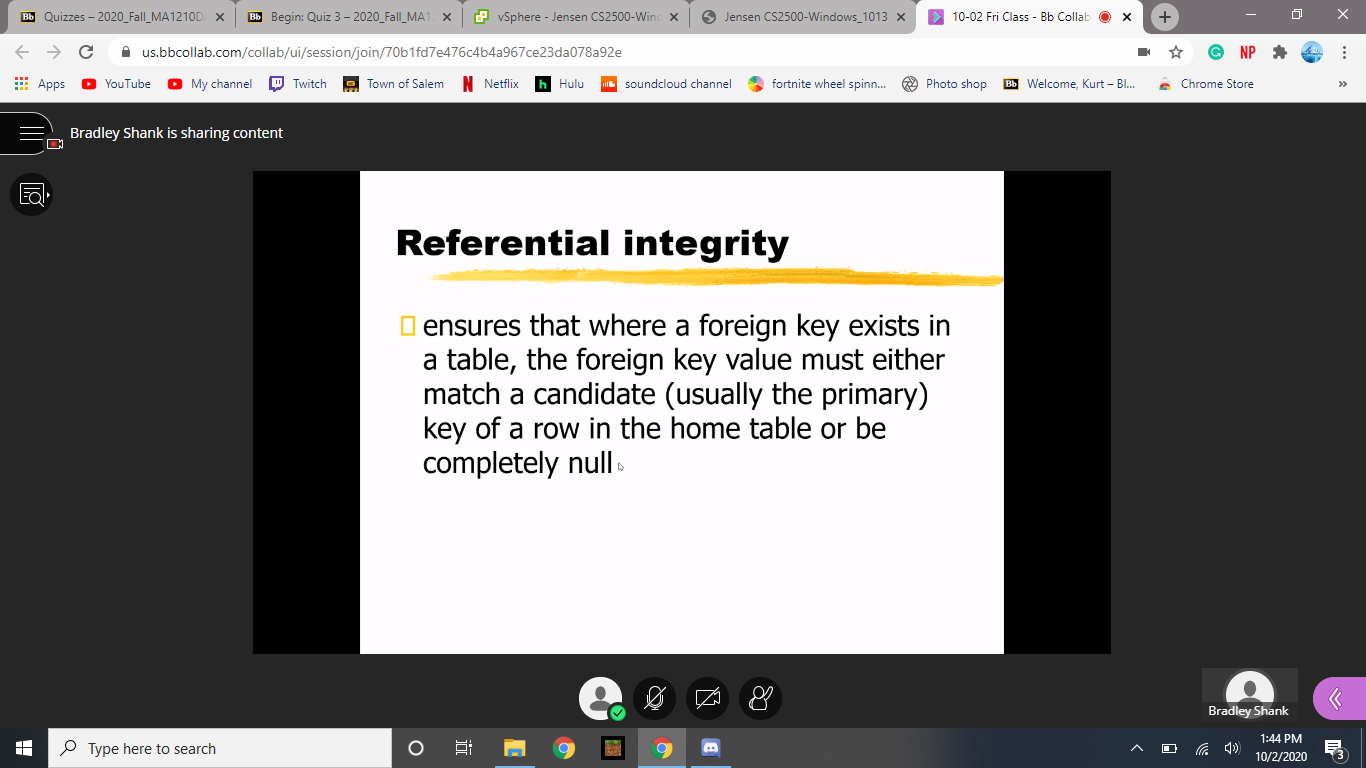 Quizzes – 2020_Fall_MA1210D
Begin: Quiz 3 – 2020_Fall_MA1
vSphere - Jensen CS2500-Wind
Jensen CS2500-Windows_1013
10-02 Fri Class - Bb Collab
us.bbcollab.com/collab/ui/session/join/70b1fd7e476c4b4a967ce23da078a92e
NP
Apps
YouTube
My channel
Twitch
Town of Salem
Netflix
Hulu
soundcloud channel
fortnite wheel spinn...
Photo shop
Welcome, Kurt – Bl...
Chrome Store
Bradley Shank is sharing content
Referential integrity
ensures that where a foreign key exists in
a table, the foreign key value must either
match a candidate (usually the primary)
key of a row in the home table or be
completely null
Bradley Shank
Type here to search
1:44 PM
10/2/2020
3